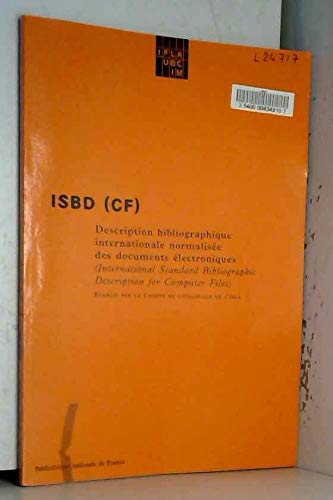 IFLA
UBC
IM
L 24717
ISBD (CF)
Description bibliographique
internationale normalisée
des documents électroniques
(International Standard Bibliographic
Description for Computer Files)
Bibliothèque nationale de France